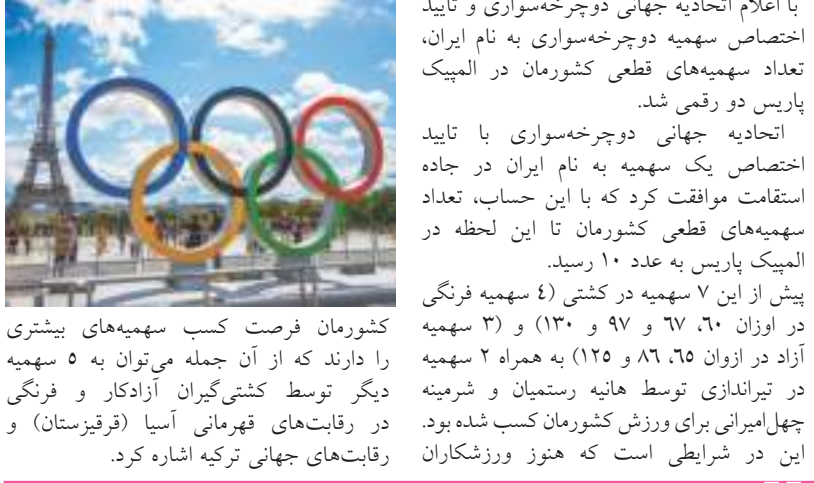 با اعلام اتحادیه جهانی دوچرخه‌سواری و تایید
اختصاص سهمیه دوچرخه‌سواری به نام ایران،
تعداد سهمیه‌های قطعی کشورمان در المپیک
پاریس دو رقمی شد.
اتحادیه جهانی دوچرخه‌سواری با تایید
اختصاص یک سهمیه به نام ایران در جاده
استقامت موافقت کرد که با این حساب، تعداد
سهمیه‌های قطعی کشورمان تا این لحظه در
المپیک پاریس به عدد ۱۰ رسید.
پیش از این ۷ سهمیه در کشتی (٤ سهمیه فرنگی
در اوزان ٦٠، ٦٧ و ۹۷ و ۱۳۰) و (۳ سهمیه
آزاد در ازوان ٦٥، ۸٦ و ۱۲٥) به همراه ۲ سهمیه
در تیراندازی توسط هانیه رستمیان و شرمینه
چهل‌امیرانی برای ورزش کشورمان کسب شده بود.
این در شرایطی است که هنوز ورزشکاران
کشورمان فرصت کسب سهمیه‌های بیشتری
را دارند که از آن جمله می‌توان به ٥ سهمیه
دیگر توسط کشتی‌گیران آزادکار و فرنگی
در رقابت‌های قهرمانی آسیا (قرقیزستان) و
رقابت‌های جهانی ترکیه اشاره کرد.